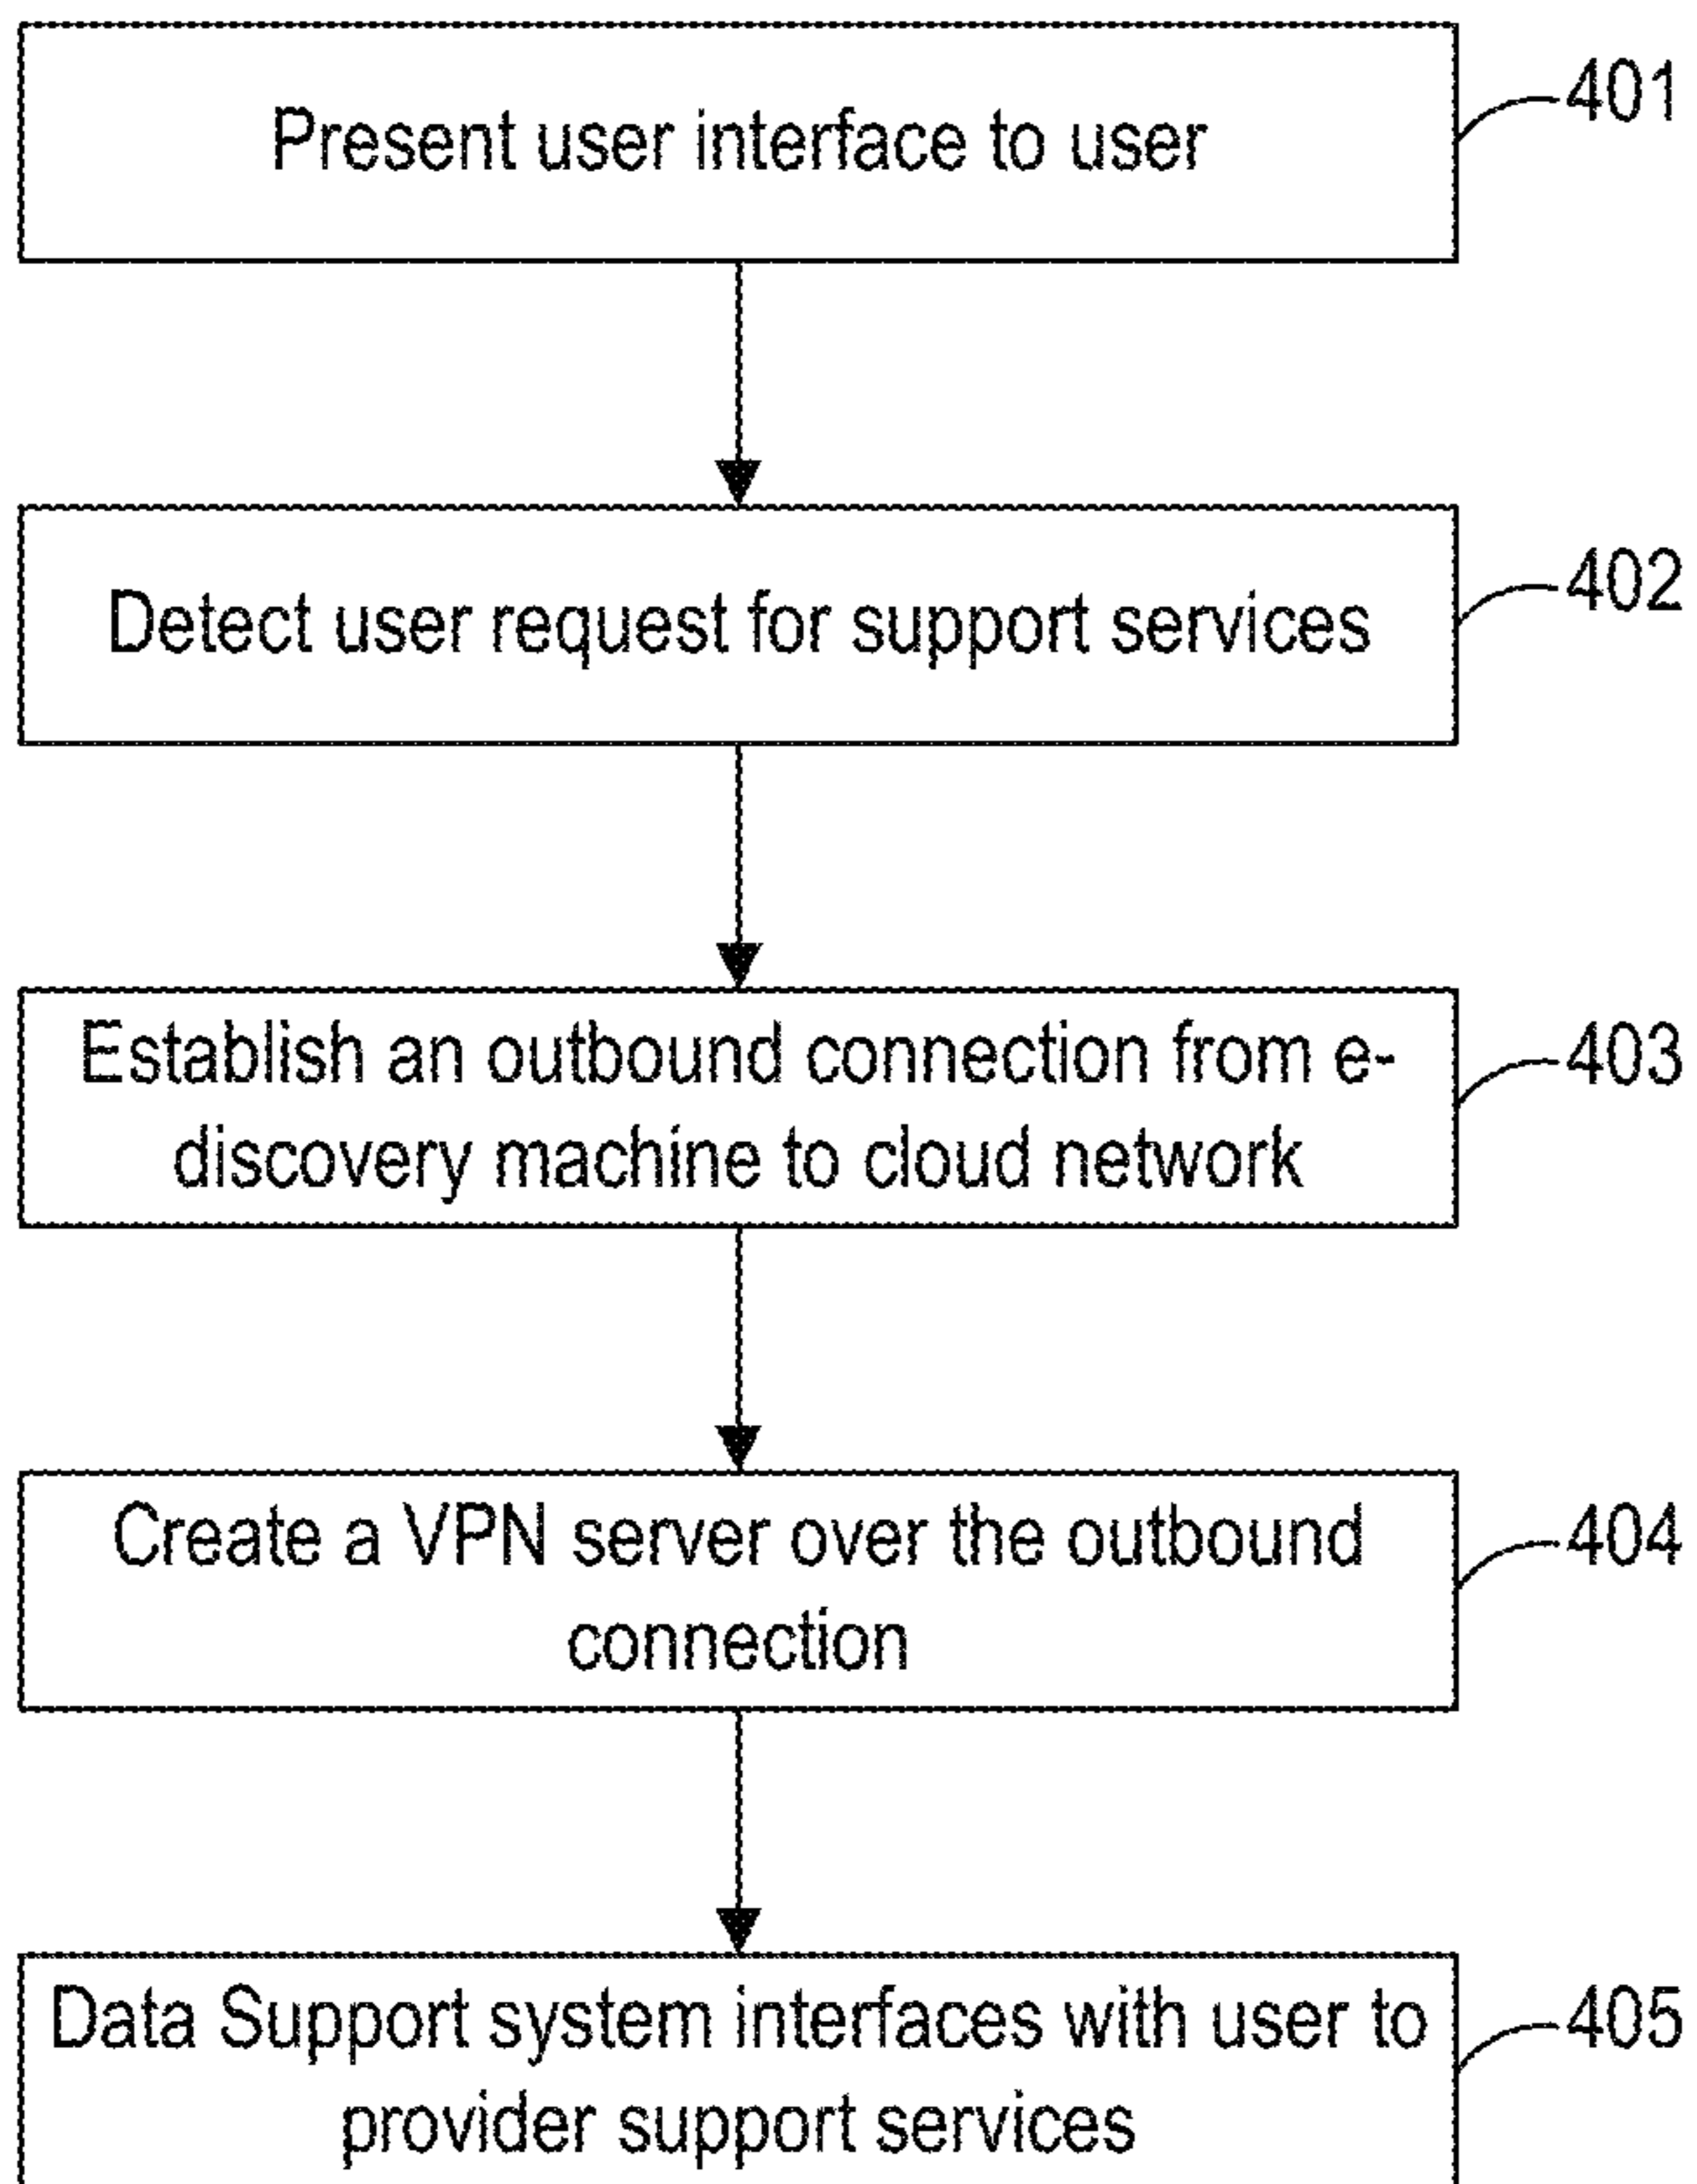 Present user interface to user
401
Detect user request for support services
402
Establish an outbound connection from e-
discovery machine to cloud network
403
Create a VPN server over the outbound
connection
404
Data Support system interfaces with user to
provider support services
405